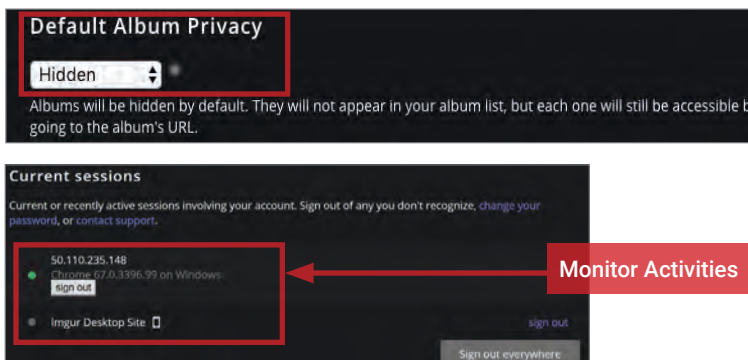 Default Album Privacy
Hidden
Albums will be hidden by default. They will not appear in your album list, but each one will still be accessible b
going to the album's URL.
Current sessions
Current or recently active sessions involving your account. Sign out of any you don't recognize, change your
password, or contact support.
50.110.235.148
Chrome 67.0.3396.99 on Windows
sign out
Monitor Activities
Imgur Desktop Site
sign out
Sign out everywhere